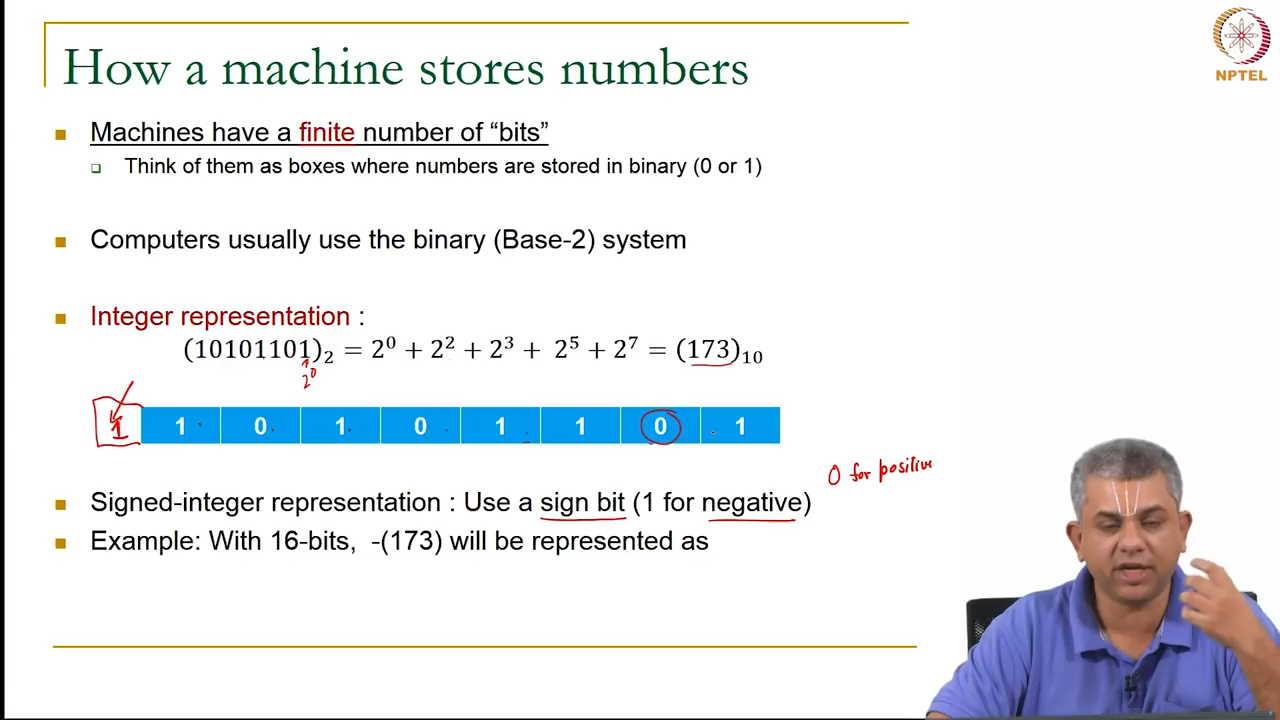 How a machine stores numbers
NPTEL
Machines have a finite number of “bits”
Think of them as boxes where numbers are stored in binary (0 or 1)
Computers usually use the binary (Base-2) system
Integer representation :
(10101101)₂ = 2⁰ + 2² + 2³ + 2⁵ + 2⁷ = (173)₁₀
2⁰
1 1 0 1 0 1 1 0 1
0 for positive
Signed-integer representation : Use a sign bit (1 for negative)
Example: With 16-bits, -(173) will be represented as